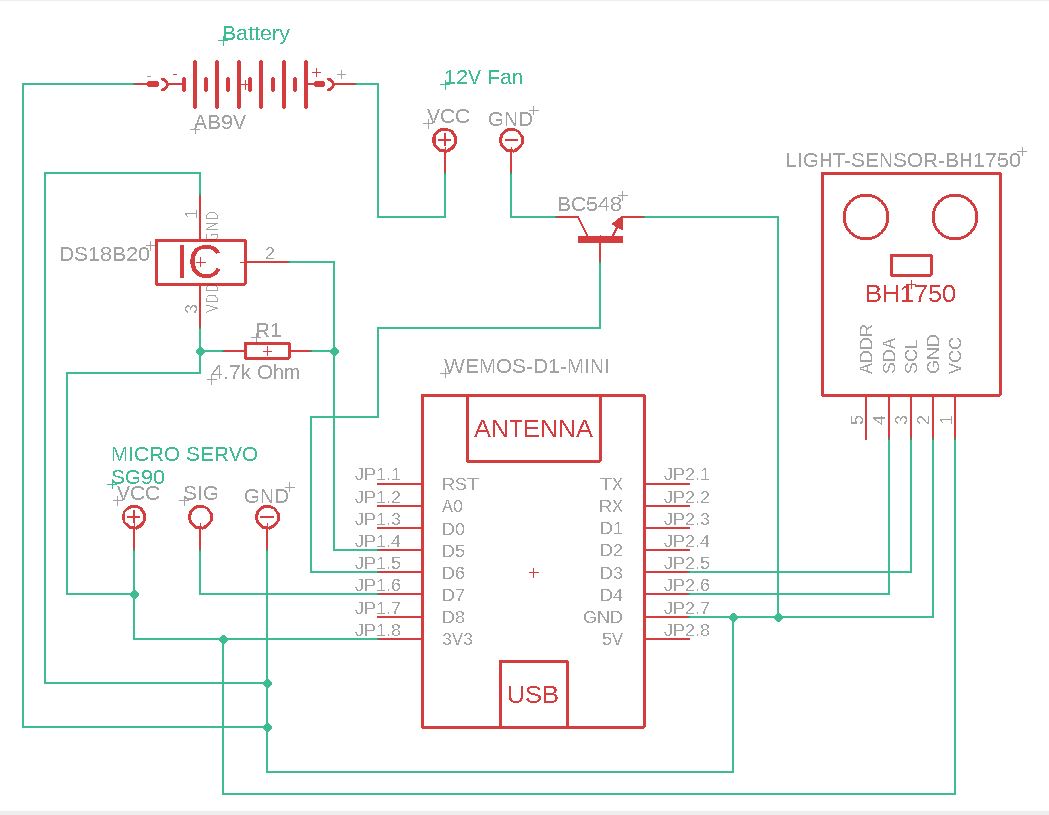 Battery
- -
+ +
AB9V
12V Fan
VCC GND
BC548
LIGHT-SENSOR-BH1750
BH1750
ADDR
SDA
SCL
GND
VCC
5
4
3
2
1
DS18B20
IC
1
GND
2
3
VDD
R1
4.7k Ohm
WEMOS-D1-MINI
ANTENNA
MICRO SERVO
SG90
VCC SIG GND
JP1.1 RST TX JP2.1
JP1.2 A0 RX JP2.2
JP1.3 D0 D1 JP2.3
JP1.4 D5 D2 JP2.4
JP1.5 D6 D3 JP2.5
JP1.6 D7 D4 JP2.6
JP1.7 D8 GND JP2.7
JP1.8 3V3 5V JP2.8
USB